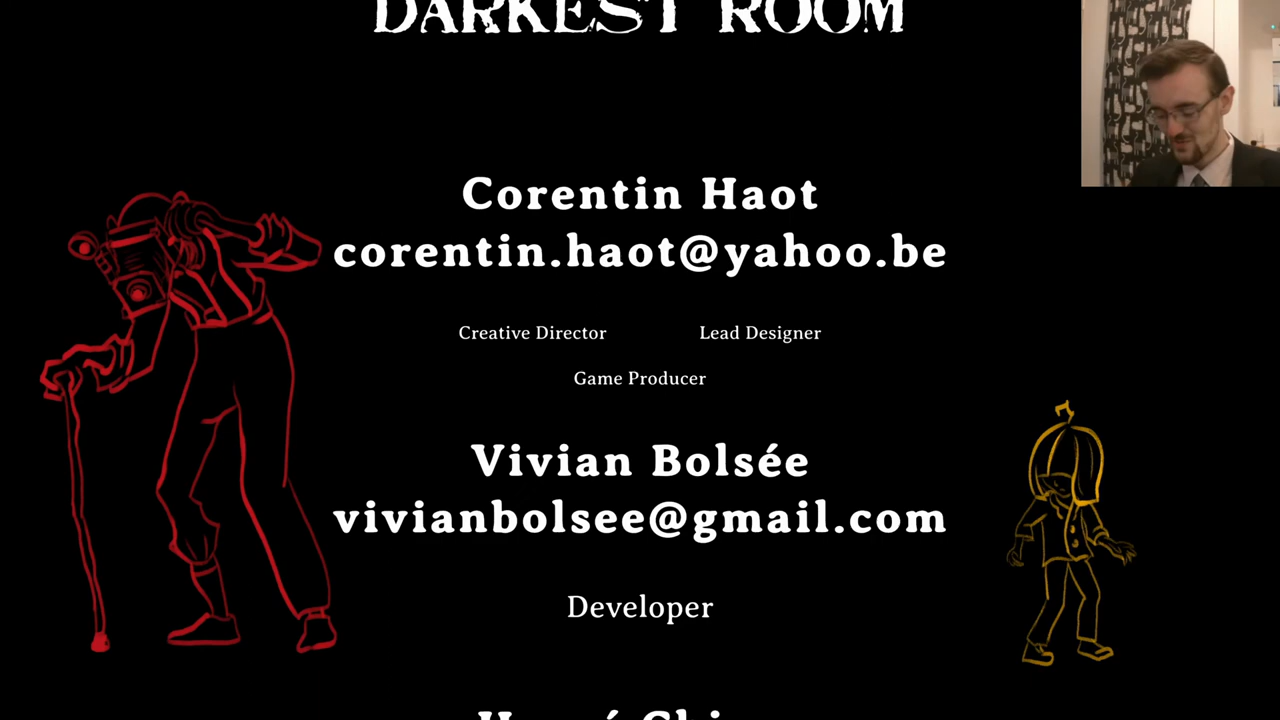 DARKEST ROOM
Corentin Haot
corentin.haot@yahoo.be
Creative Director Lead Designer
Game Producer
Vivian Bolsée
vivianbolsee@gmail.com
Developer